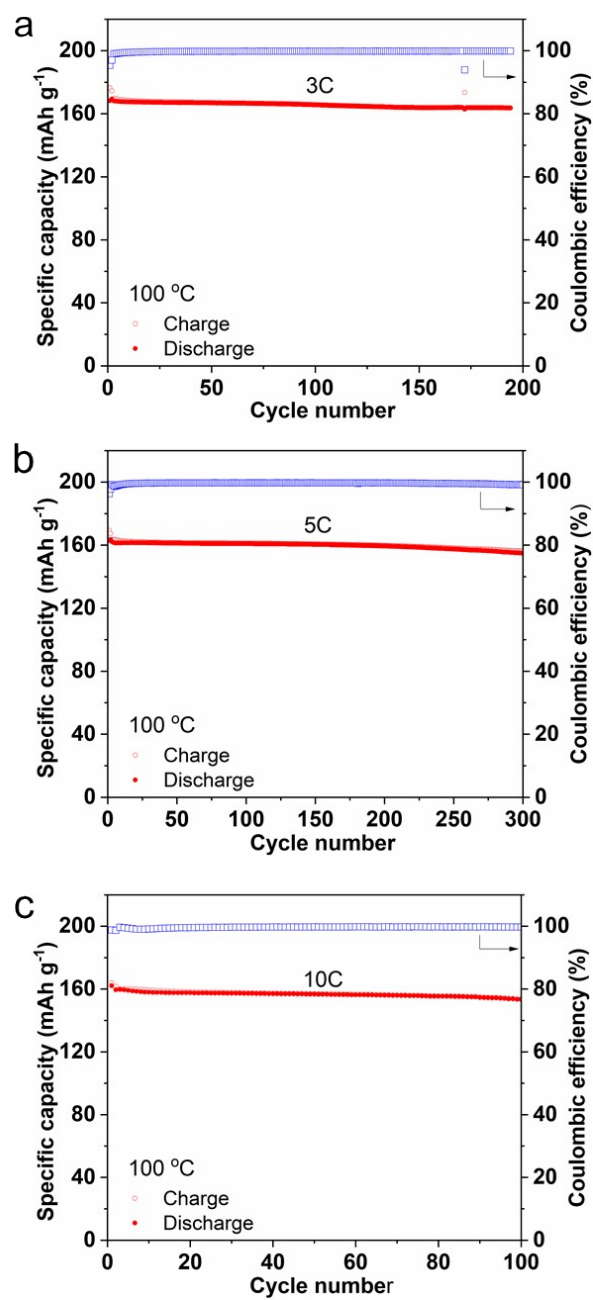 a
200
160
120
80
40
0
Specific capacity (mAh g⁻¹)
3C
100 °C
Charge
Discharge
100
80
60
40
20
0
Coulombic efficiency (%)
0 50 100 150 200
Cycle number
b
200
160
120
80
40
0
Specific capacity (mAh g⁻¹)
5C
100 °C
Charge
Discharge
100
80
60
40
20
0
Coulombic efficiency (%)
0 50 100 150 200 250 300
Cycle number
c
200
160
120
80
40
0
Specific capacity (mAh g⁻¹)
10C
100 °C
Charge
Discharge
100
80
60
40
20
0
Coulombic efficiency (%)
0 20 40 60 80 100
Cycle number